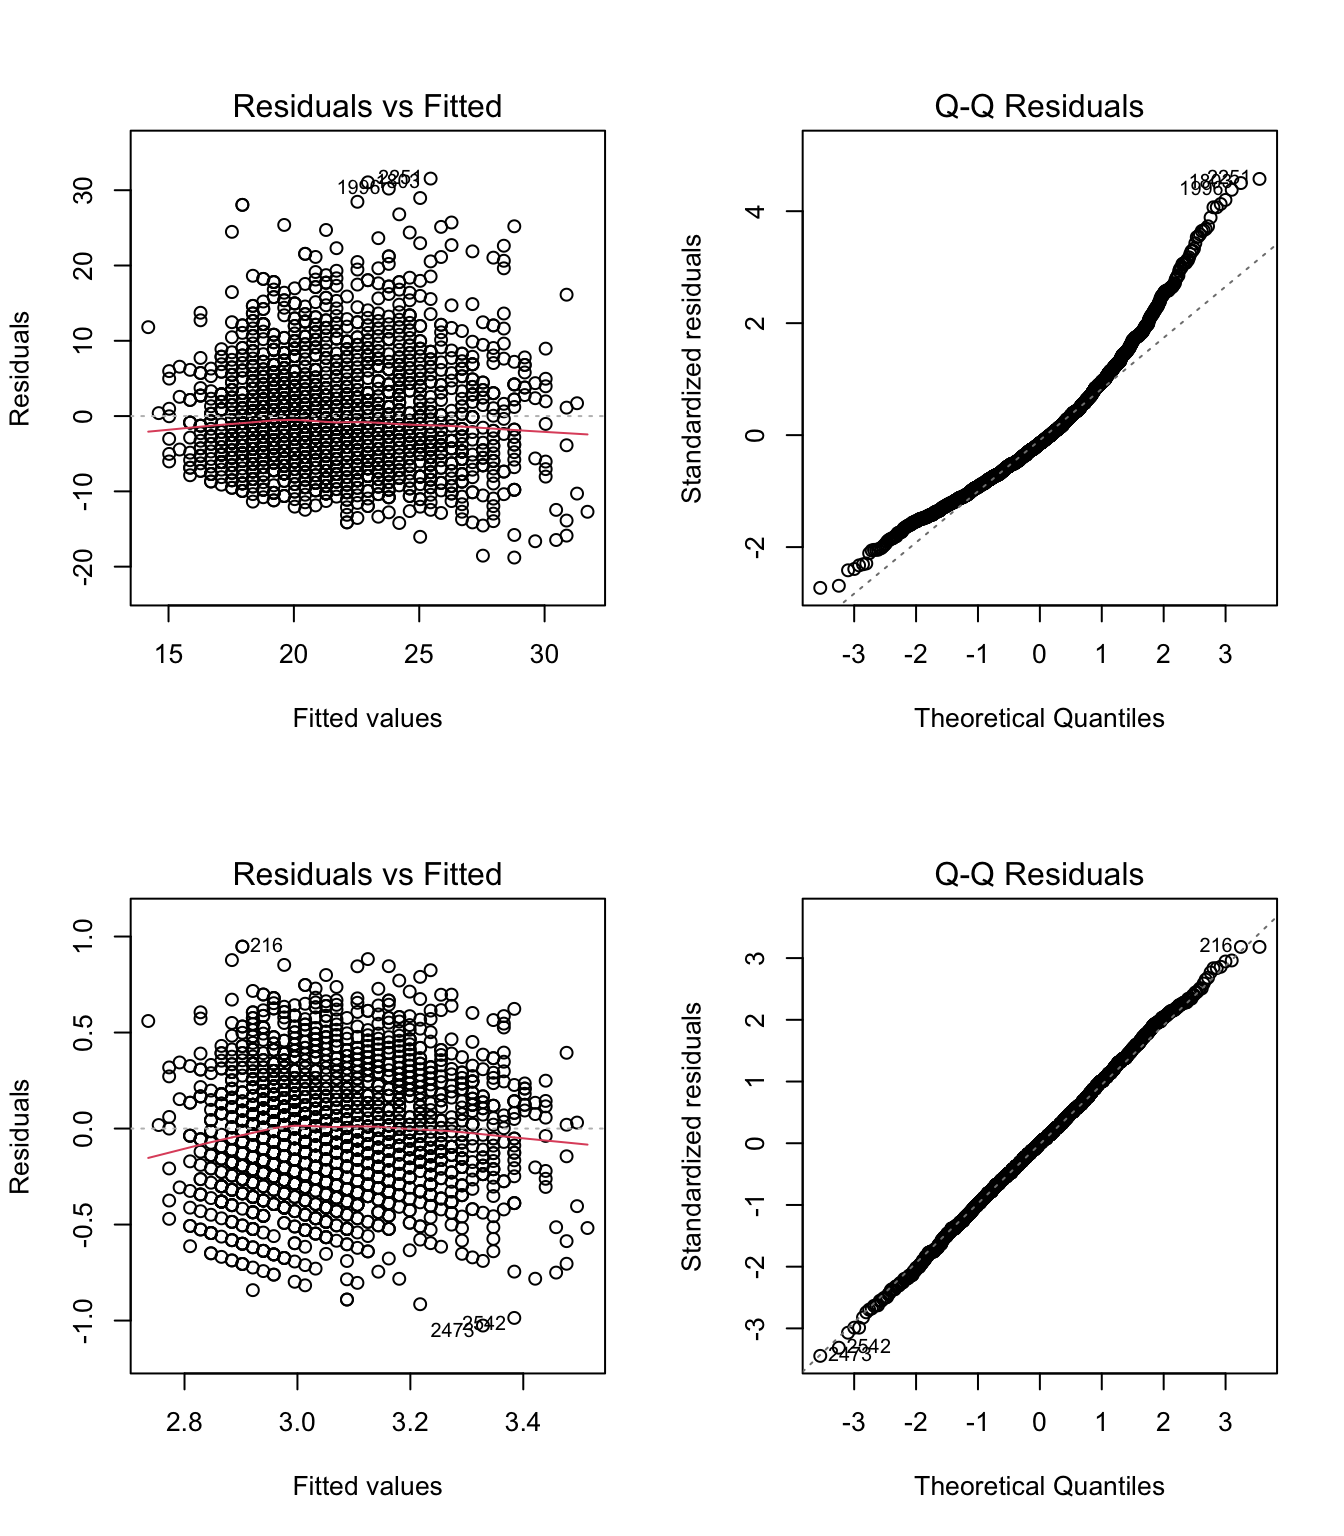 Residuals vs Fitted
Residuals
30
20
10
0
-10
-20
1996
1803
2251
15 20 25 30
Fitted values
Q-Q Residuals
Standardized residuals
4
2
0
-2
1996
1803
2251
-3 -2 -1 0 1 2 3
Theoretical Quantiles
Residuals vs Fitted
Residuals
1.0
0.5
0.0
-0.5
-1.0
216
2473
2542
2.8 3.0 3.2 3.4
Fitted values
Q-Q Residuals
Standardized residuals
3
2
1
0
-1
-2
-3
216
2542
2473
-3 -2 -1 0 1 2 3
Theoretical Quantiles